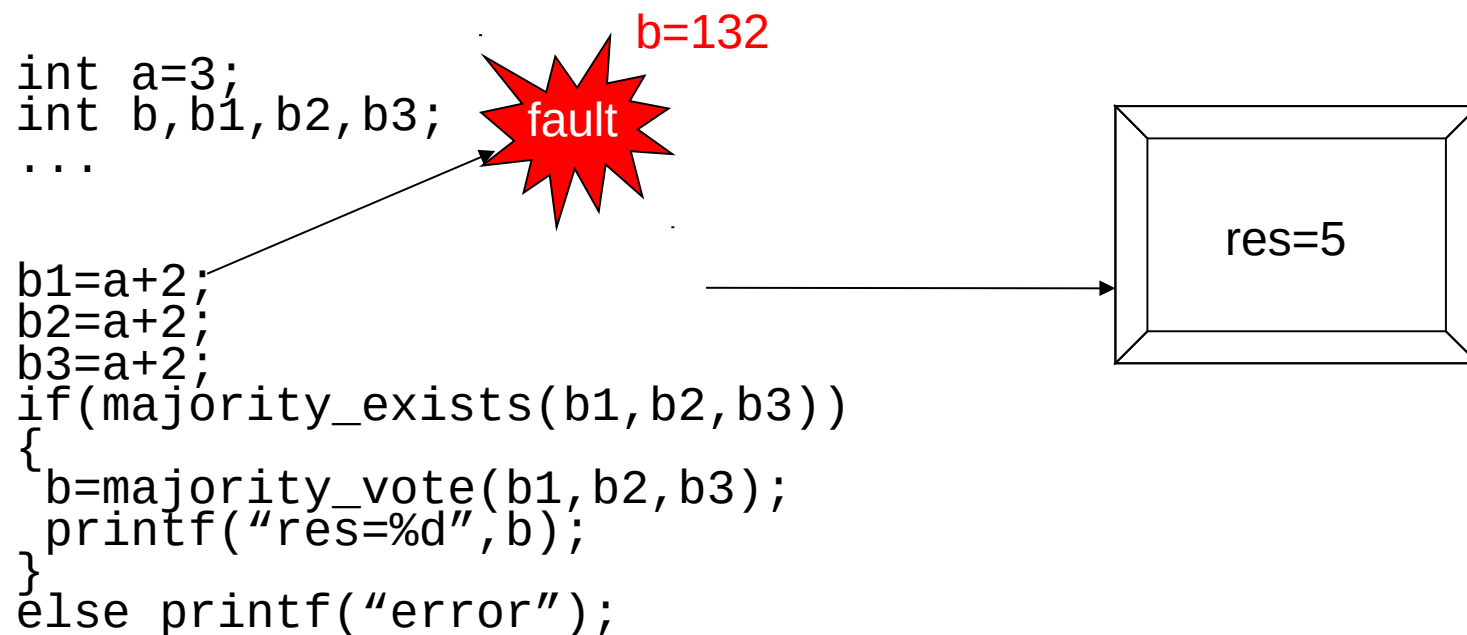 b=132
int a=3;
int b,b1,b2,b3;
...
fault
b1=a+2;
b2=a+2;
b3=a+2;
if(majority_exists(b1,b2,b3))
{
b=majority_vote(b1,b2,b3);
printf(“res=%d”,b);
}
else printf(“error”);
res=5